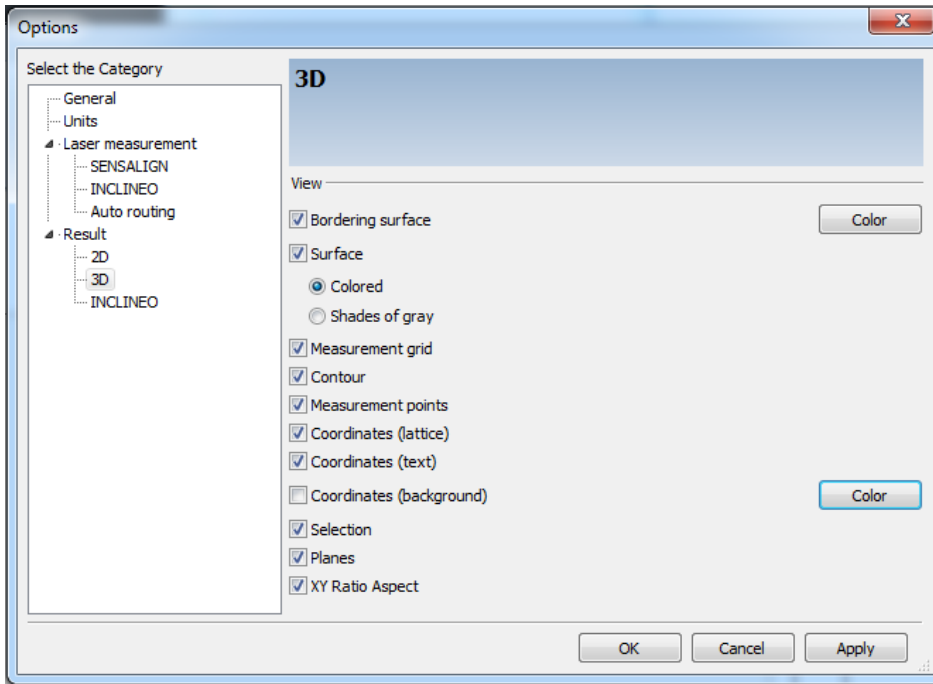 Options
Select the Category
General
Units
Laser measurement
SENSALIGN
INCLINEO
Auto routing
Result
2D
3D
INCLINEO
3D
View
Bordering surface
Color
Surface
Colored
Shades of gray
Measurement grid
Contour
Measurement points
Coordinates (lattice)
Coordinates (text)
Coordinates (background)
Color
Selection
Planes
XY Ratio Aspect
OK
Cancel
Apply